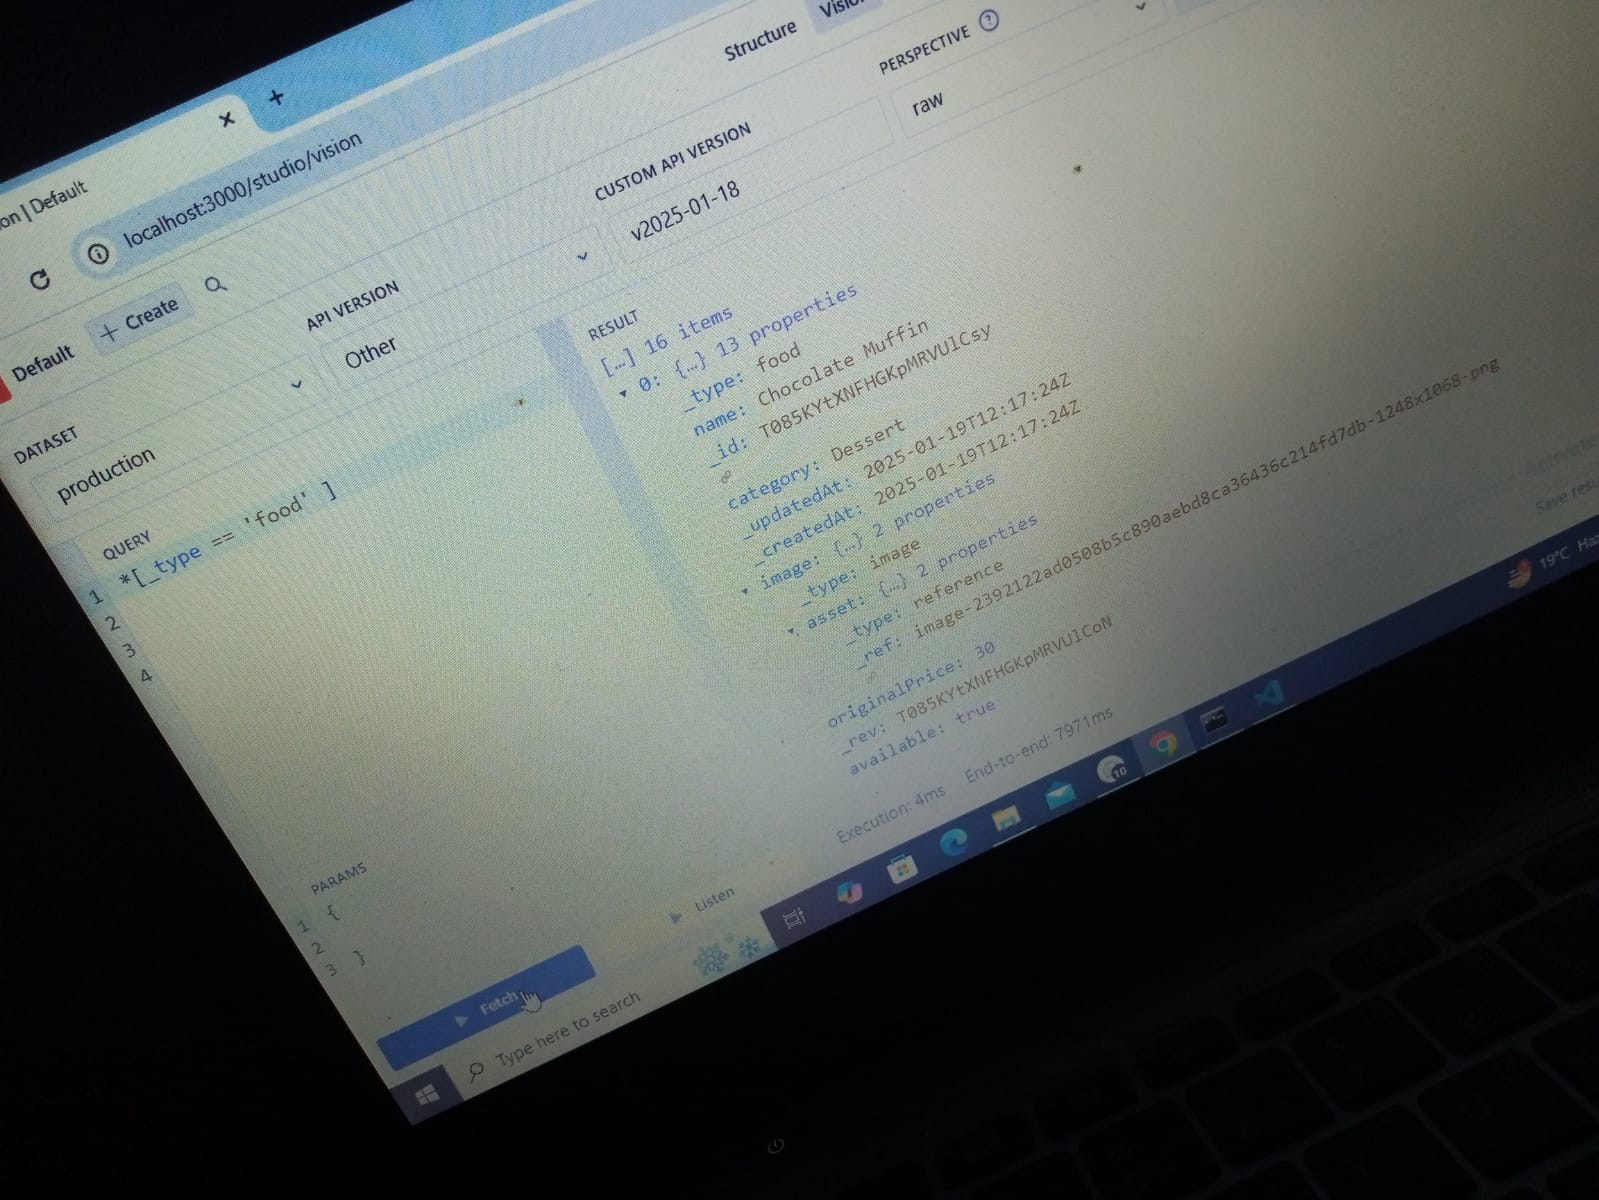 on | Default
localhost:3000/studio/vision
Default
Create
Structure
DATASET
production
API VERSION
Other
CUSTOM API VERSION
v2025-01-18
PERSPECTIVE
raw
QUERY
1 *[_type == 'food' ]
2
3
4
PARAMS
1 {
2
3 }
Fetch
Listen
RESULT
[…] 16 items
0: {…} 13 properties
_type: food
name: Chocolate Muffin
_id: T085KYtXNFHGKpMRVUlCsy
category: Dessert
_updatedAt: 2025-01-19T12:17:24Z
_createdAt: 2025-01-19T12:17:24Z
image: {…} 2 properties
_type: image
asset: {…} 2 properties
_type: reference
_ref: image-2392122ad0508b5c890aebd8ca36436c214fd7db-1248x1068-png
originalPrice: 30
_rev: T085KYtXNFHGKpMRVUlCoN
available: true
Execution: 4ms End-to-end: 7971ms
Save resu
Type here to search
10
19°C Haz